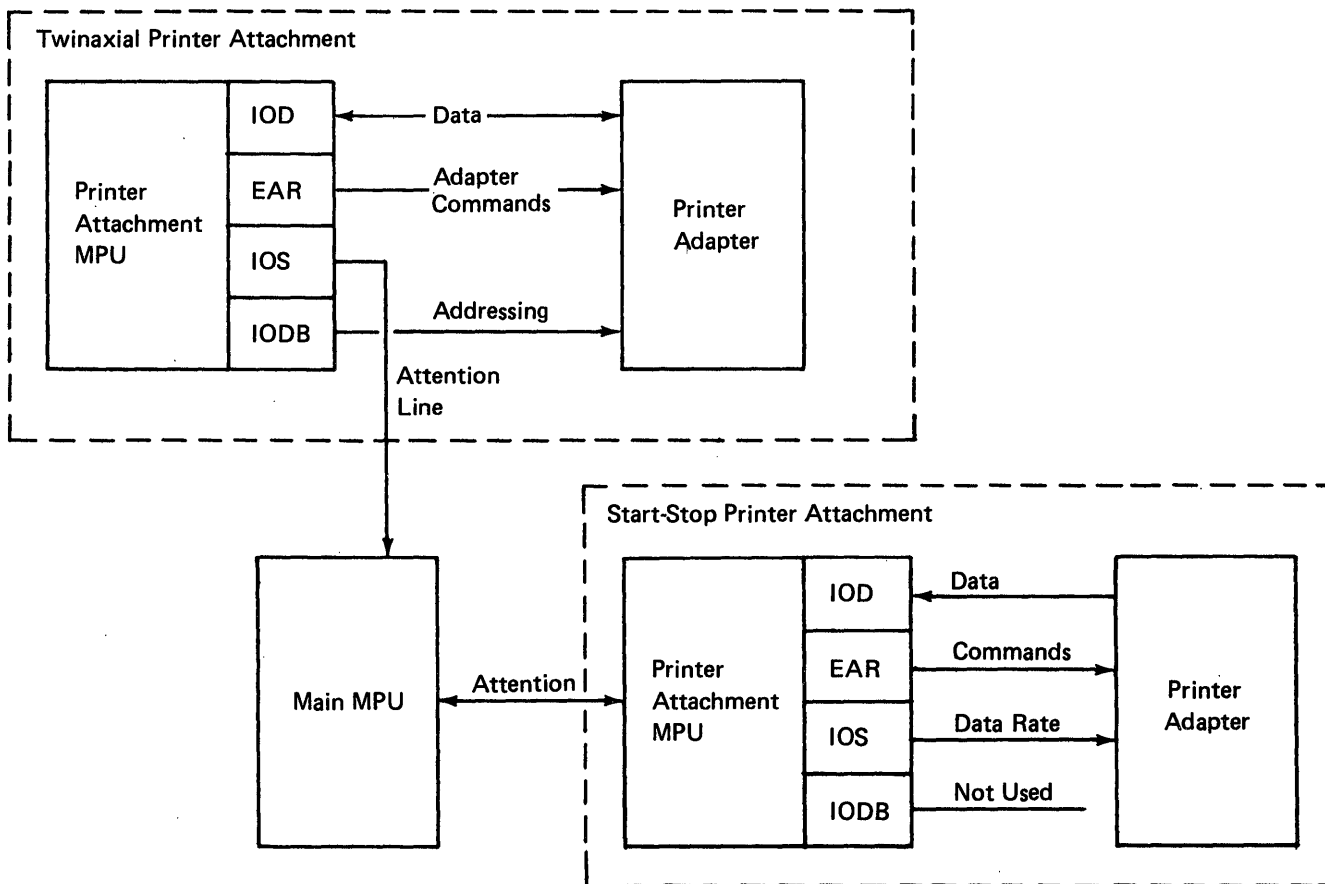 Twinaxial Printer Attachment
Printer
Attachment
MPU
IOD
EAR
IOS
IODB
Data
Adapter
Commands
Addressing
Attention
Line
Printer
Adapter
Main MPU
Attention
Start-Stop Printer Attachment
Printer
Attachment
MPU
IOD
EAR
IOS
IODB
Data
Commands
Data Rate
Not Used
Printer
Adapter